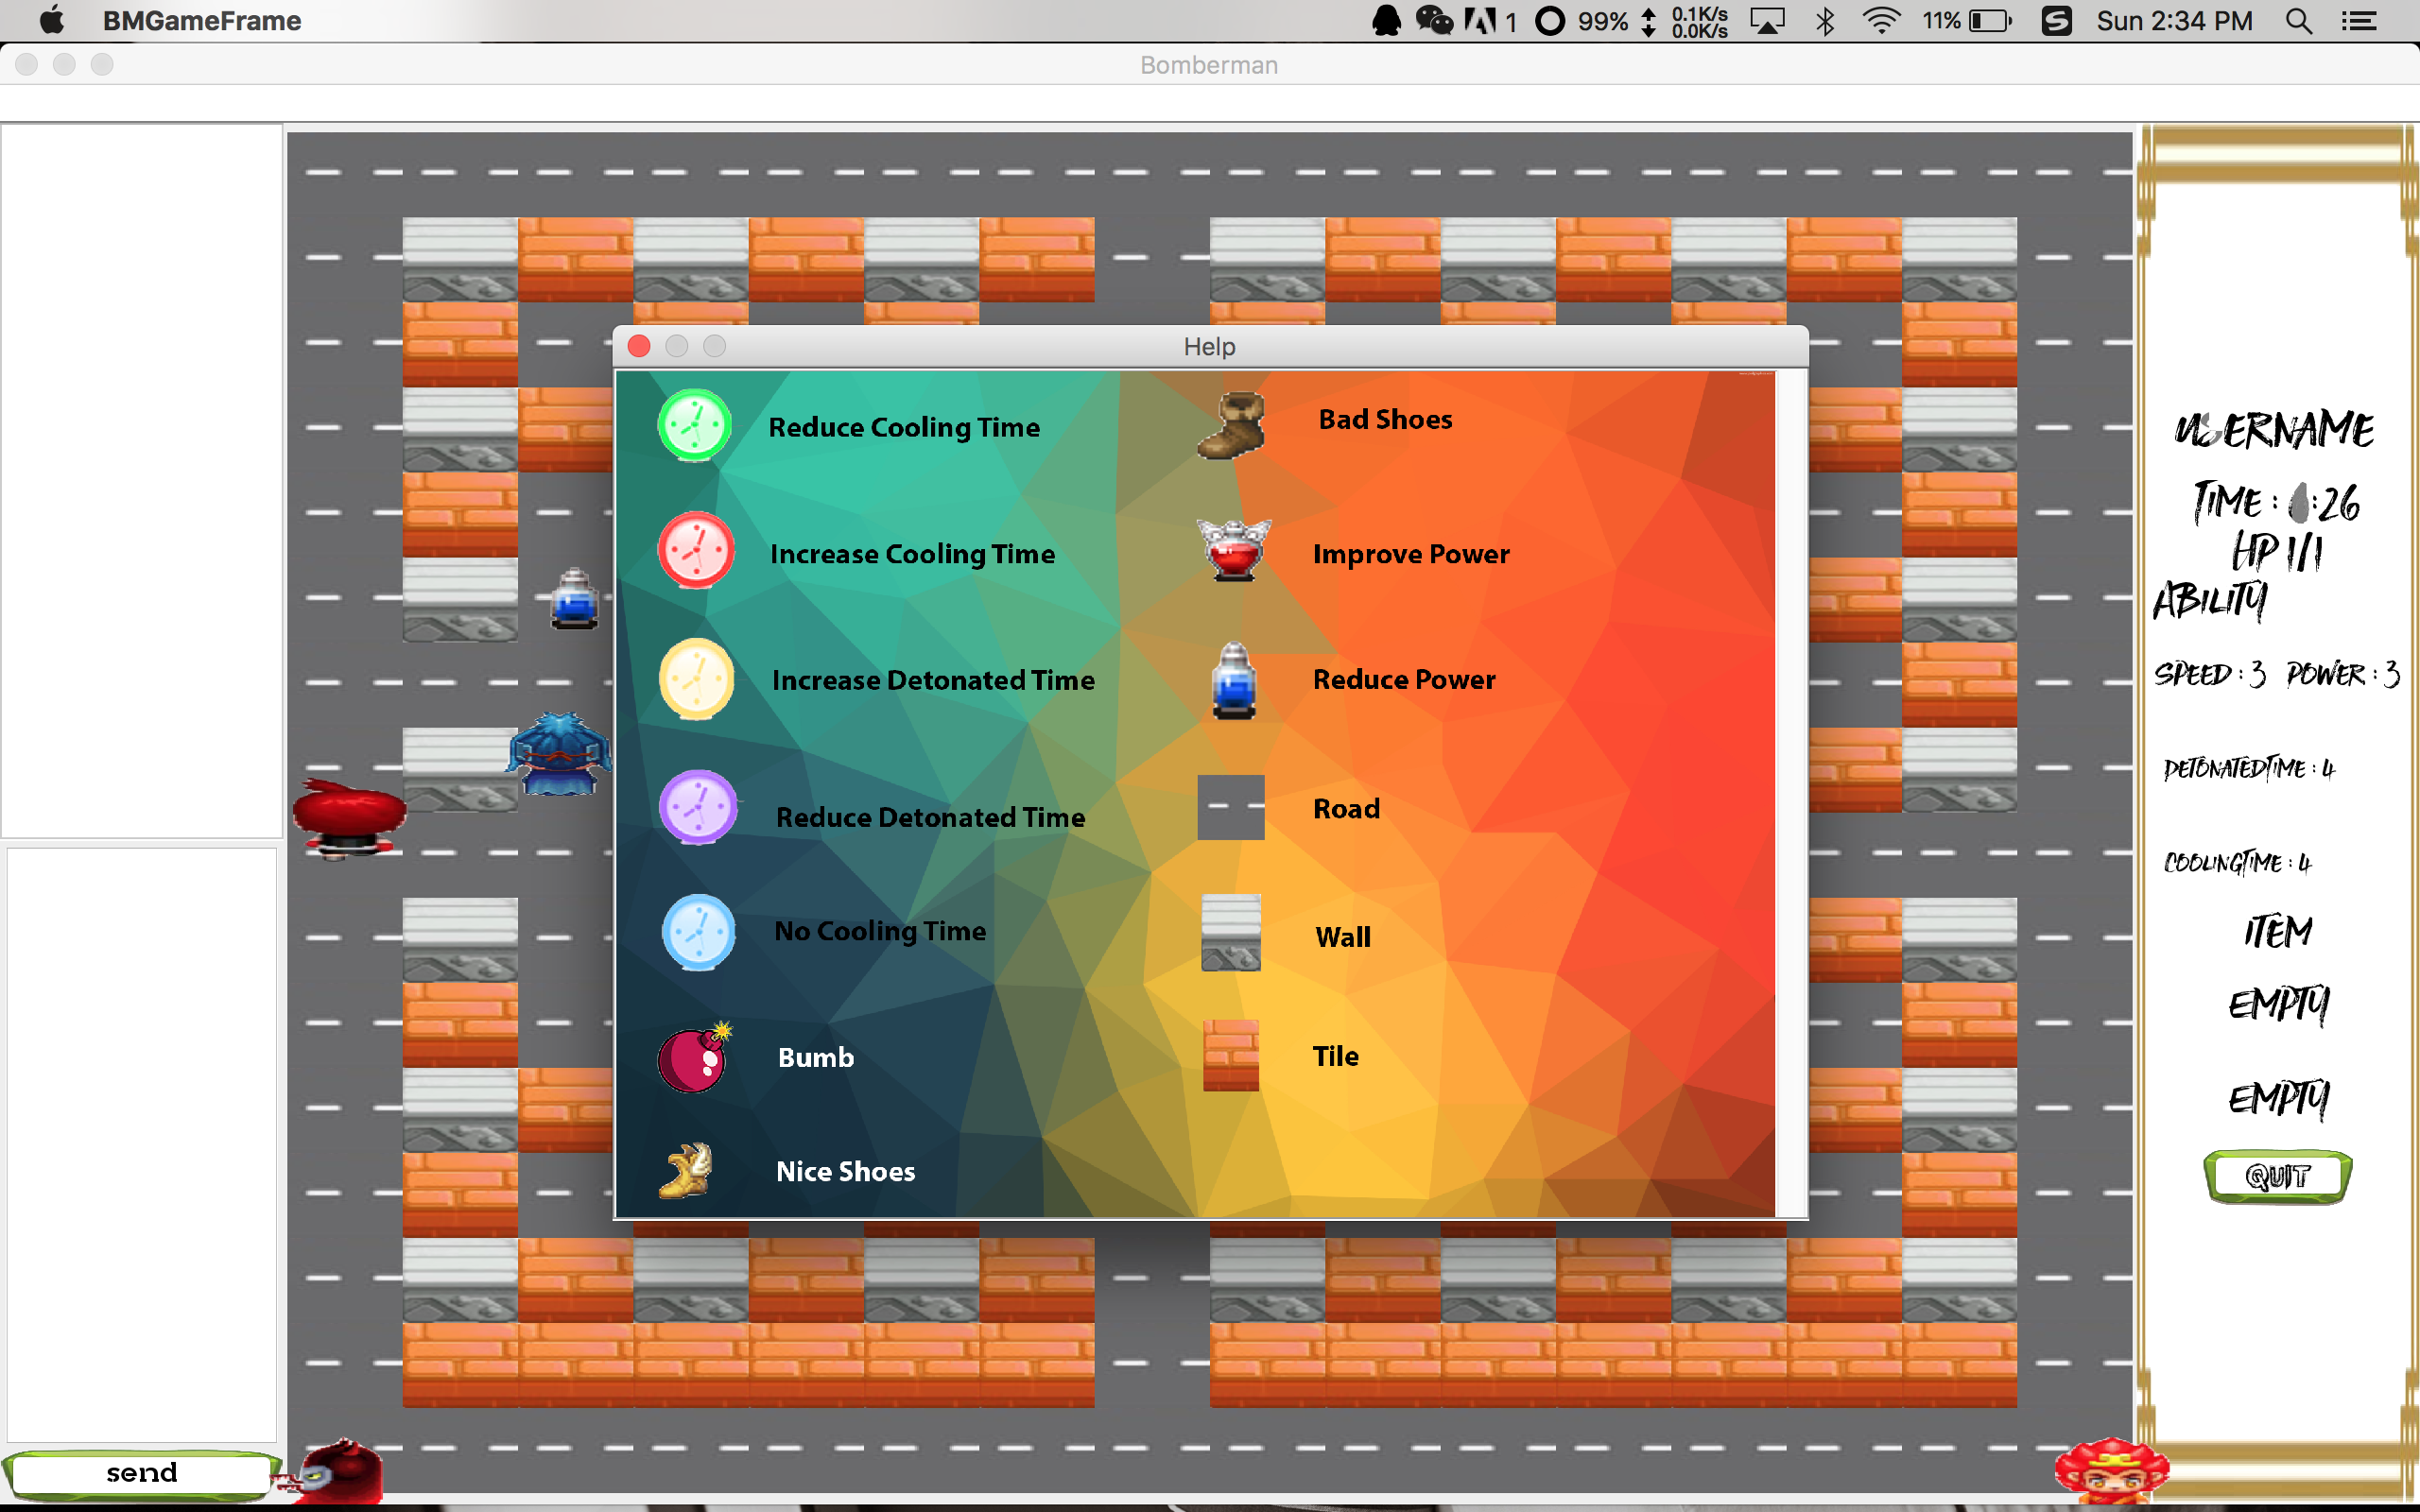 BMGameFrame
1 99% 0.1K/s 0.0K/s 11% Sun 2:34 PM
Bomberman
Help
Reduce Cooling Time
Bad Shoes
Increase Cooling Time
Improve Power
Increase Detonated Time
Reduce Power
Reduce Detonated Time
Road
No Cooling Time
Wall
Bumb
Tile
Nice Shoes
USERNAME
TIME : :26
HP 1/1
ABILITY
SPEED : 3 POWER : 3
DETONATEDTIME : 4
COOLINGTIME : 4
ITEM
EMPTY
EMPTY
QUIT
send